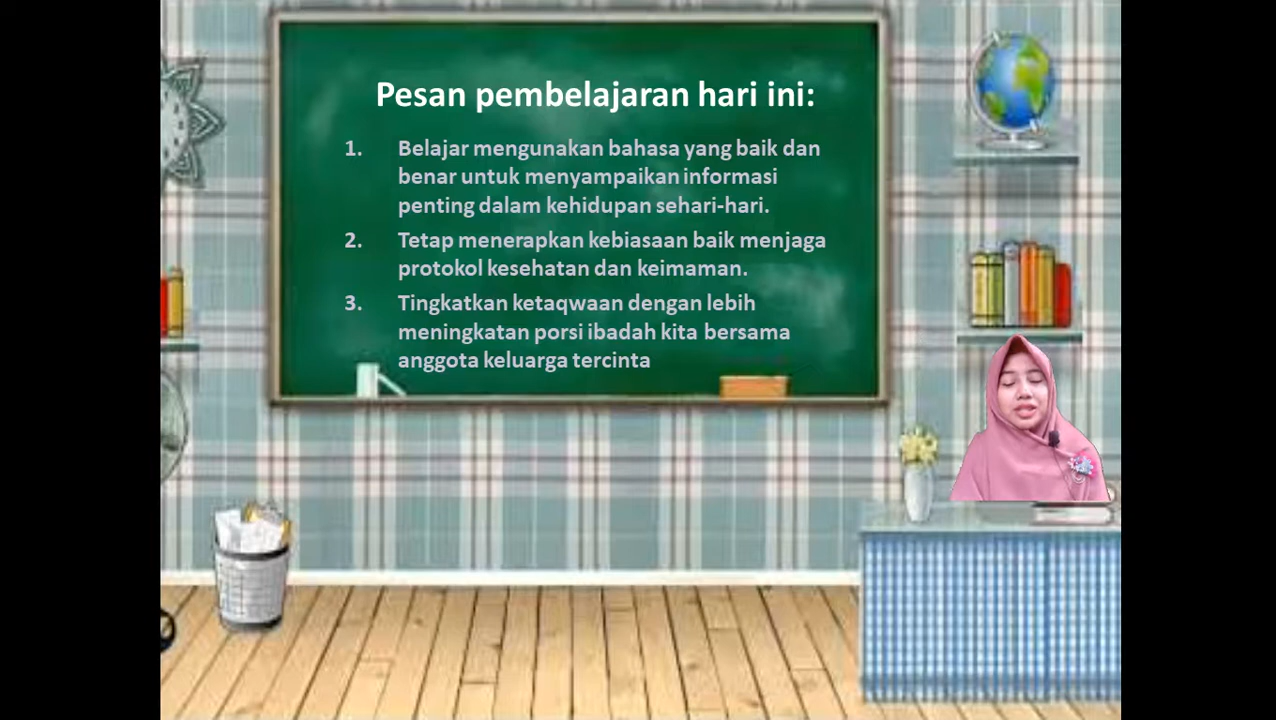 Pesan pembelajaran hari ini:
1. Belajar mengunakan bahasa yang baik dan
benar untuk menyampaikan informasi
penting dalam kehidupan sehari-hari.
2. Tetap menerapkan kebiasaan baik menjaga
protokol kesehatan dan keimaman.
3. Tingkatkan ketaqwaan dengan lebih
meningkatan porsi ibadah kita bersama
anggota keluarga tercinta